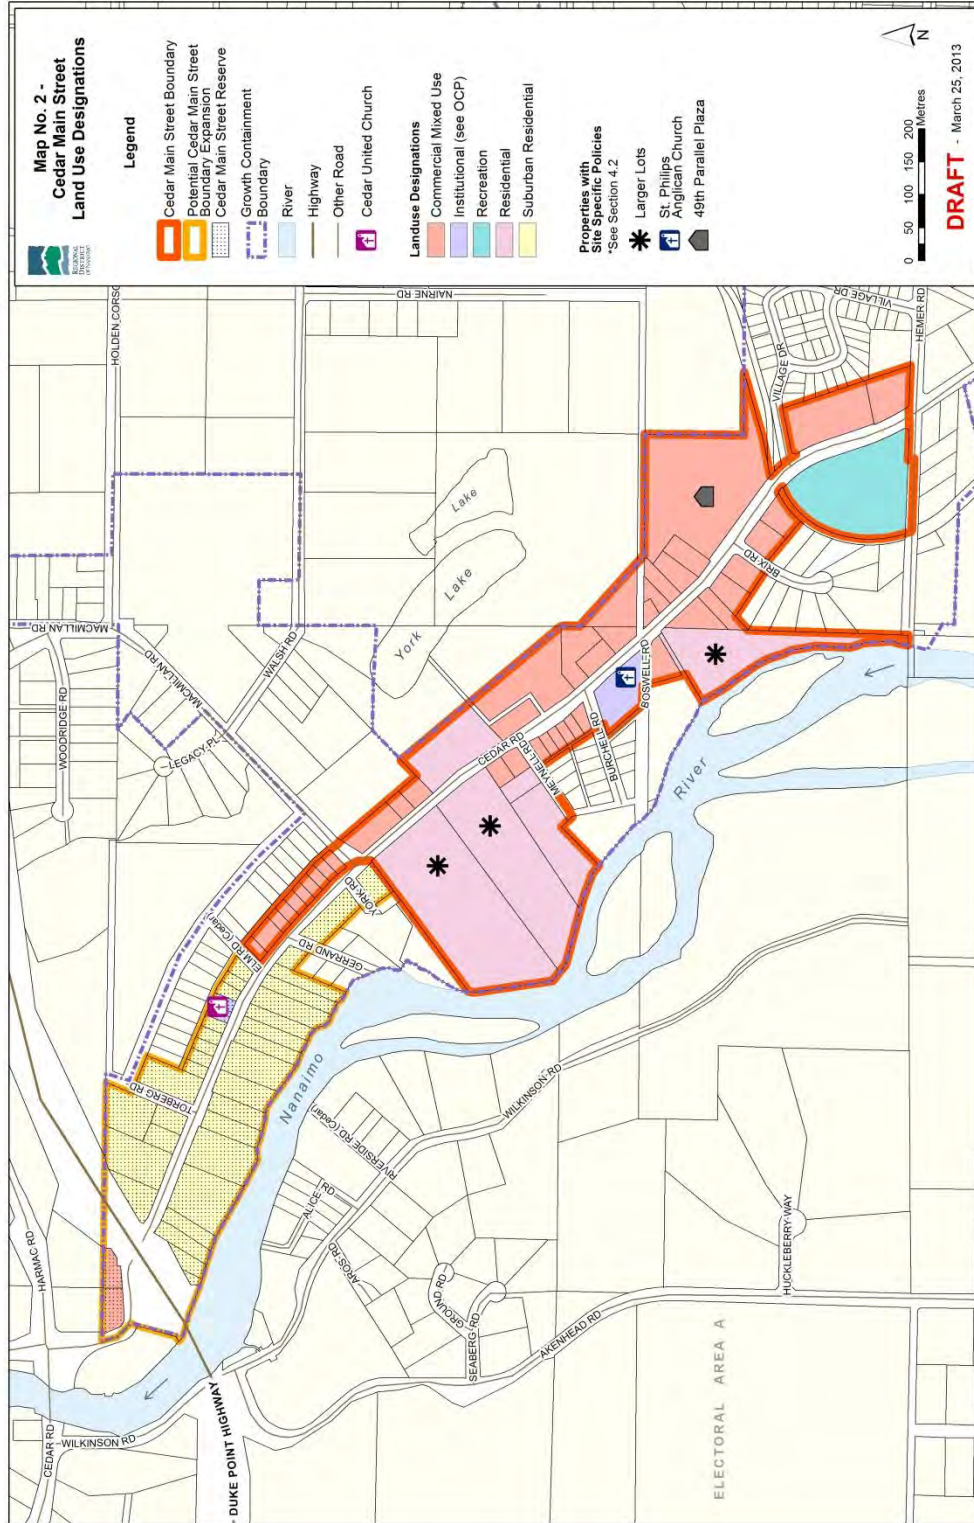 Map No. 2 -
Cedar Main Street
Land Use Designations
REGIONAL
DISTRICT
OF NANAIMO
Legend
Cedar Main Street Boundary
Potential Cedar Main Street
Boundary Expansion
Cedar Main Street Reserve
Growth Containment
Boundary
River
Highway
Other Road
Cedar United Church
Landuse Designations
Commercial Mixed Use
Institutional (see OCP)
Recreation
Residential
Suburban Residential
Properties with
Site Specific Policies
*See Section 4.2
Larger Lots
St. Philips
Anglican Church
49th Parallel Plaza
0 50 100 150 200
Metres
N
DRAFT - March 25, 2013
HARMAC RD
CEDAR RD
WILKINSON RD
DUKE POINT HIGHWAY
TORBERG RD
HOLDEN CORSO
MACMILLAN RD
WOODRIDGE RD
MACMILLAN RD
LEGACY PL
WALSH RD
NAIRNE RD
ELM RD (Cedar)
YORK RD
GERRAND RD
York
Lake
Lake
CEDAR RD
MEYNELL RD
BURCHELL RD
BOSWELL RD
BRIX RD
VILLAGE DR
VILLAGE DR
HEMER RD
Nanaimo
River
RIVERSIDE RD (Cedar)
ALICE RD
AROS RD
WILKINSON RD
GROUND RD
SEABERG RD
AKENHEAD RD
HUCKLEBERRY WAY
ELECTORAL AREA A